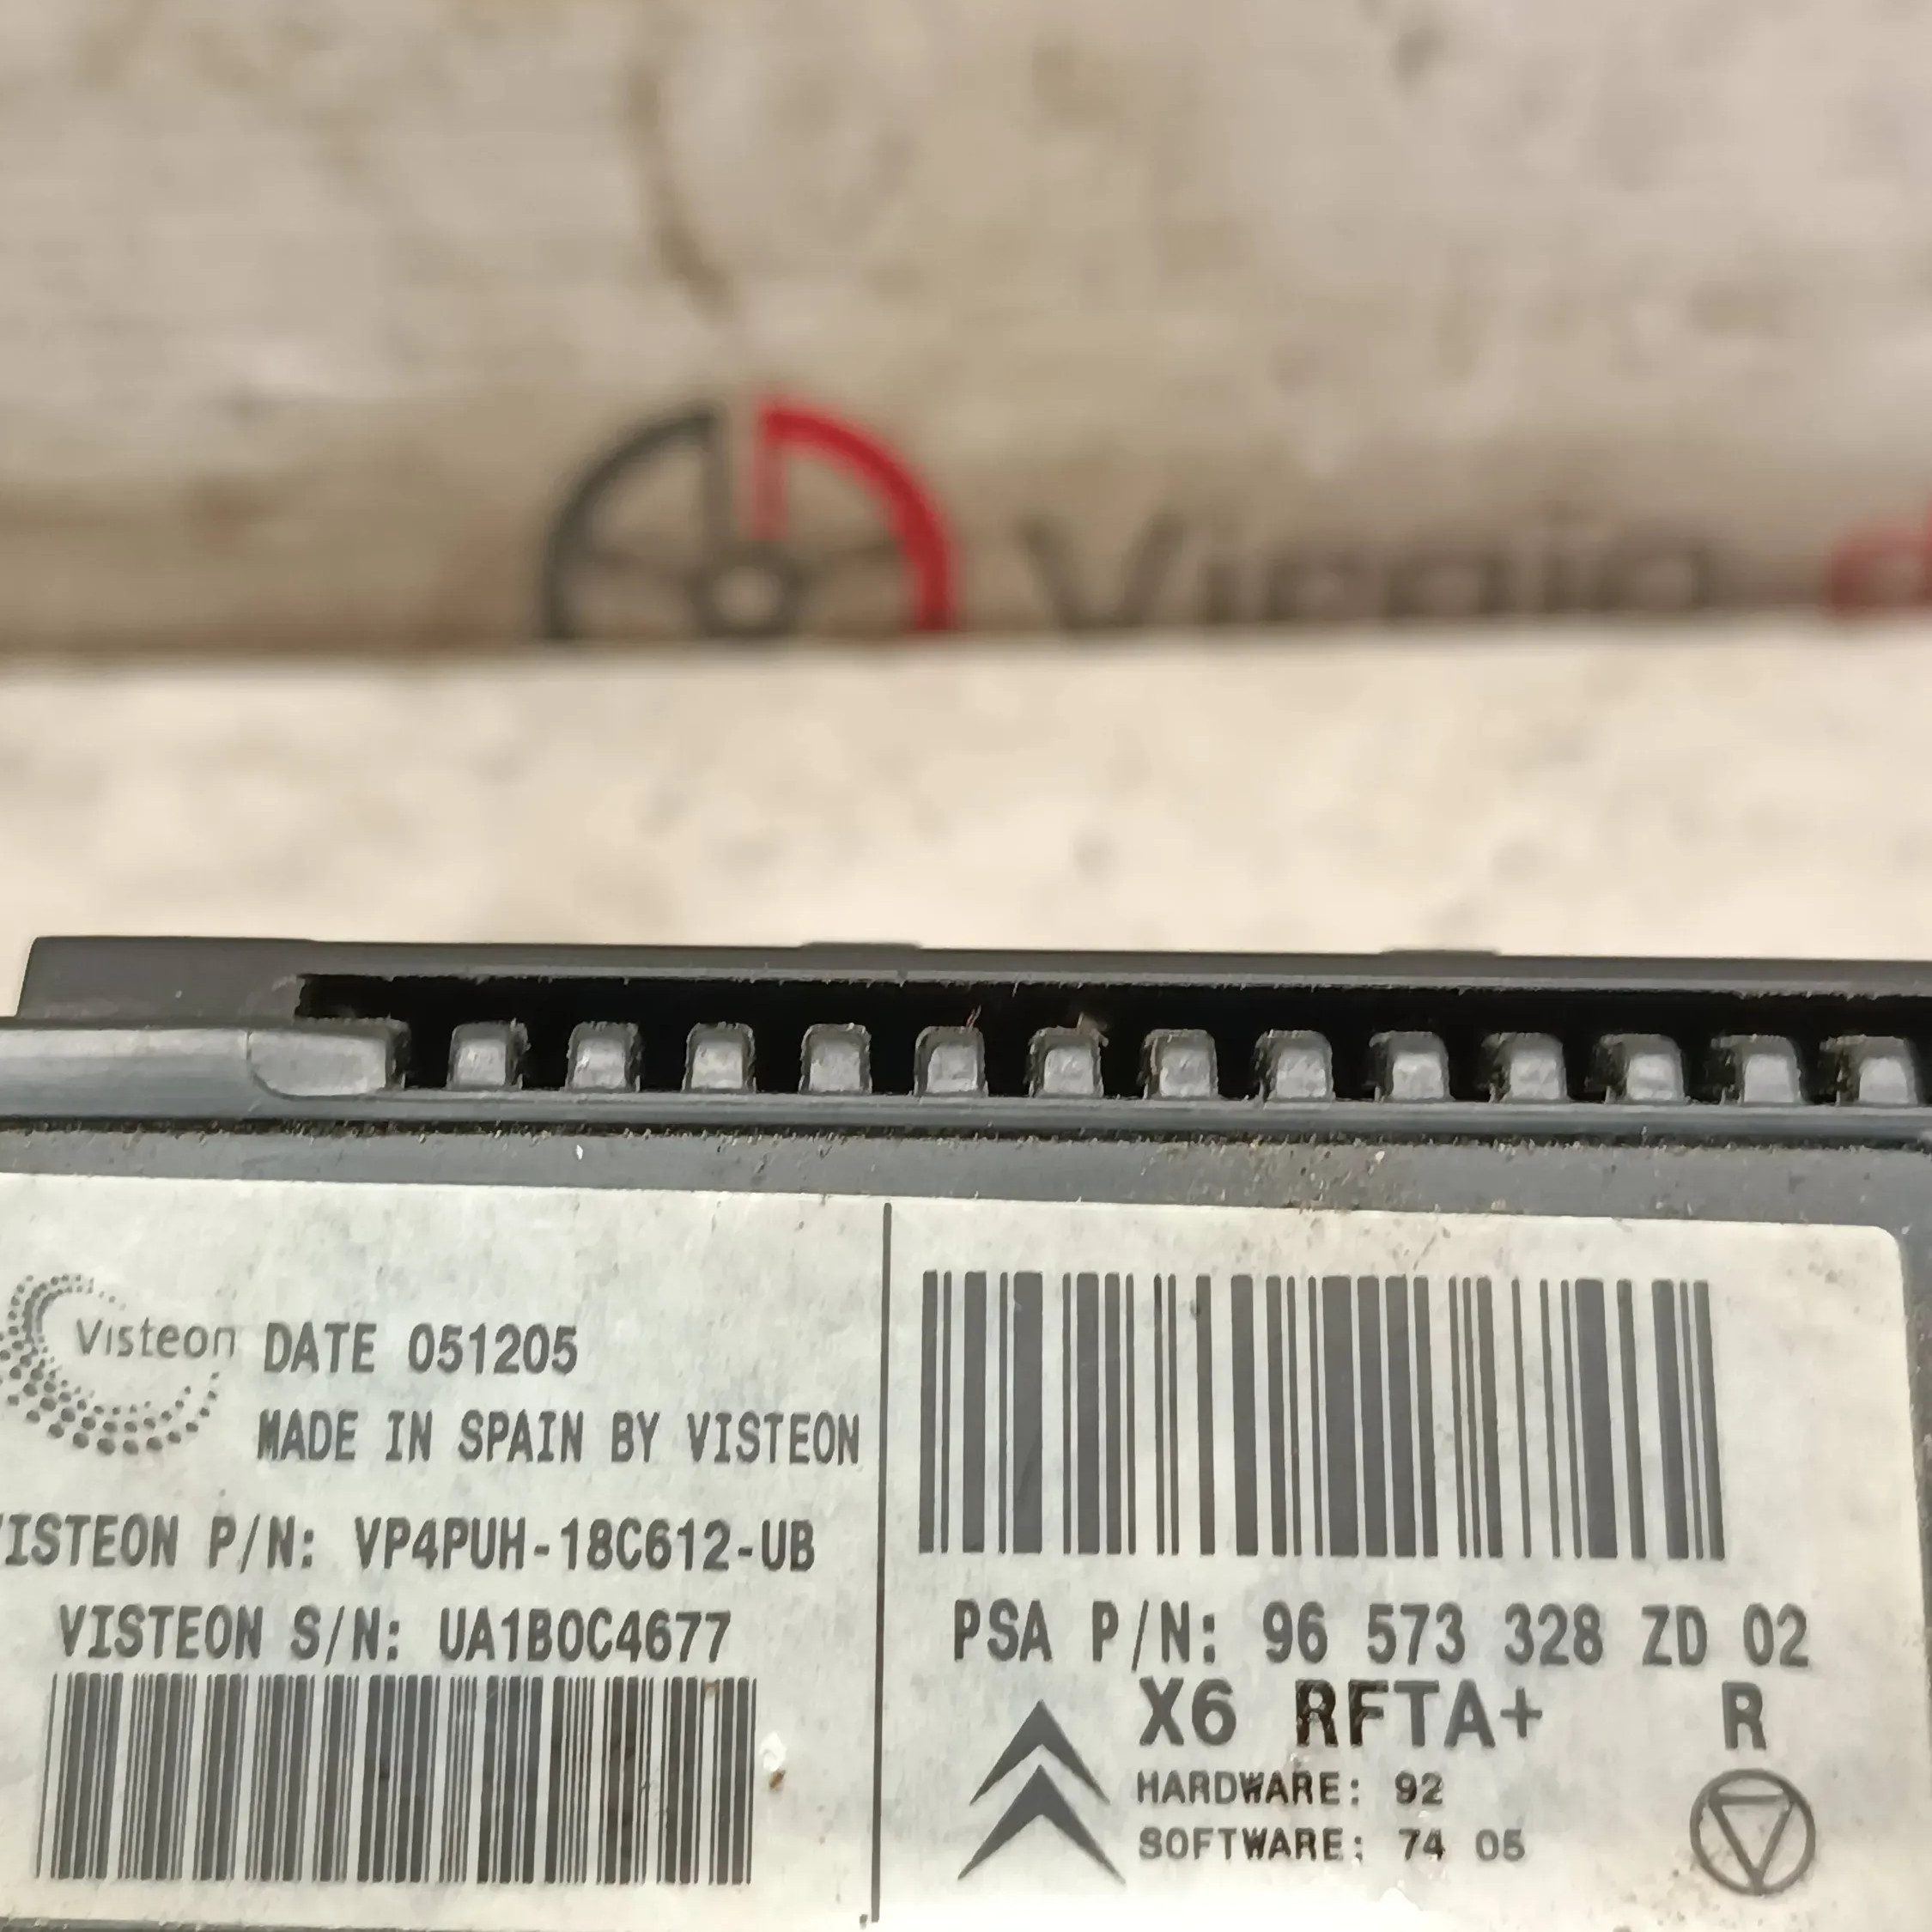 Visteon DATE 051205
MADE IN SPAIN BY VISTEON
VISTEON P/N: VP4PUH-18C612-UB
VISTEON S/N: UA1B0C4677
PSA P/N: 96 573 328 ZD 02
X6 RFTA+ R
HARDWARE: 92
SOFTWARE: 74 05